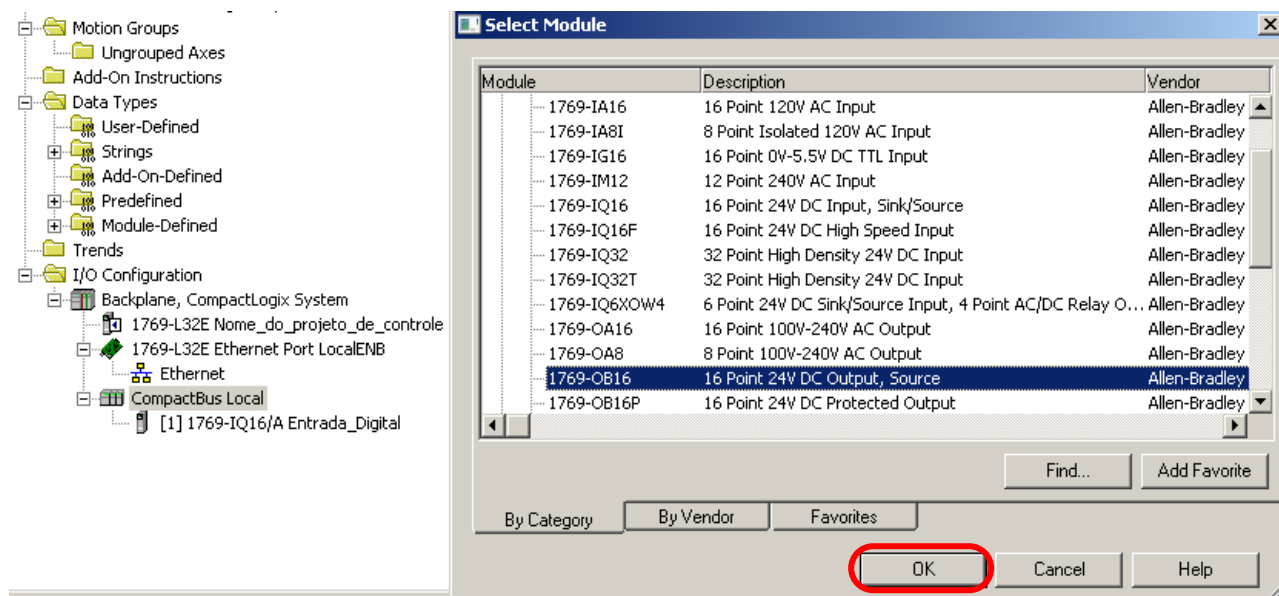 Motion Groups
Ungrouped Axes
Add-On Instructions
Data Types
User-Defined
Strings
Add-On-Defined
Predefined
Module-Defined
Trends
I/O Configuration
Backplane, CompactLogix System
1769-L32E Nome_do_projeto_de_controle
1769-L32E Ethernet Port LocalENB
Ethernet
CompactBus Local
[1] 1769-IQ16/A Entrada_Digital
Select Module
Module Description Vendor
1769-IA16 16 Point 120V AC Input Allen-Bradley
1769-IA8I 8 Point Isolated 120V AC Input Allen-Bradley
1769-IG16 16 Point 0V-5.5V DC TTL Input Allen-Bradley
1769-IM12 12 Point 240V AC Input Allen-Bradley
1769-IQ16 16 Point 24V DC Input, Sink/Source Allen-Bradley
1769-IQ16F 16 Point 24V DC High Speed Input Allen-Bradley
1769-IQ32 32 Point High Density 24V DC Input Allen-Bradley
1769-IQ32T 32 Point High Density 24V DC Input Allen-Bradley
1769-IQ6XOW4 6 Point 24V DC Sink/Source Input, 4 Point AC/DC Relay O... Allen-Bradley
1769-OA16 16 Point 100V-240V AC Output Allen-Bradley
1769-OA8 8 Point 100V-240V AC Output Allen-Bradley
1769-OB16 16 Point 24V DC Output, Source Allen-Bradley
1769-OB16P 16 Point 24V DC Protected Output Allen-Bradley
Find... Add Favorite
By Category By Vendor Favorites
OK Cancel Help